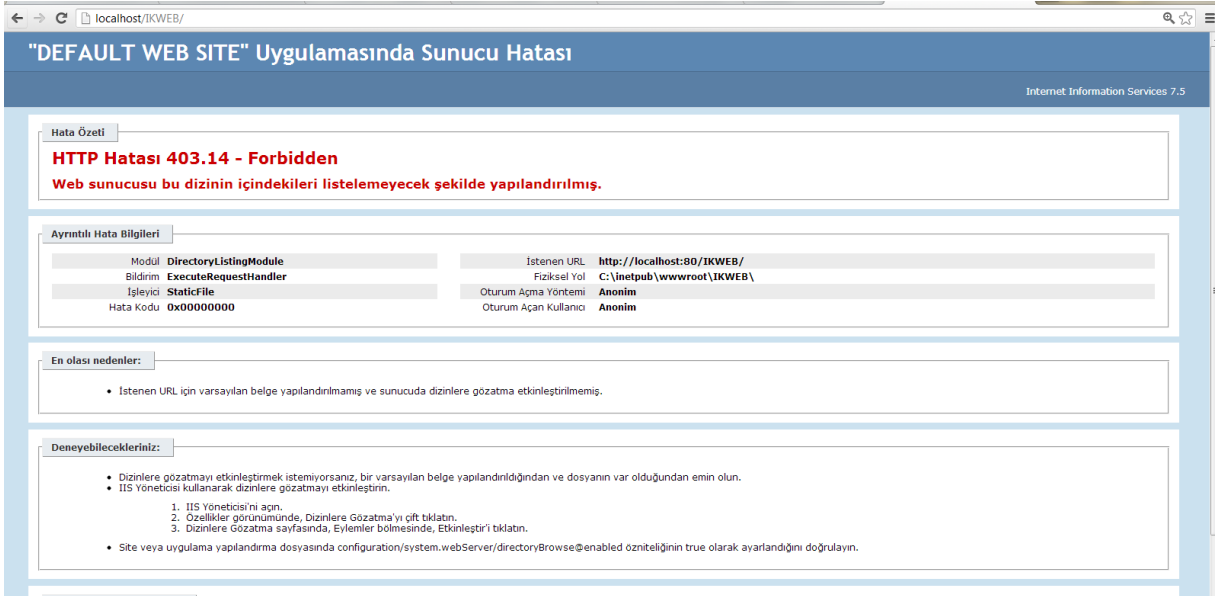 localhost/IKWEB/
"DEFAULT WEB SITE" Uygulamasında Sunucu Hatası
Internet Information Services 7.5
Hata Özeti
HTTP Hatası 403.14 - Forbidden
Web sunucusu bu dizinin içindekileri listelemeyecek şekilde yapılandırılmış.
Ayrıntılı Hata Bilgileri
Modül DirectoryListingModule
Bildirim ExecuteRequestHandler
İşleyici StaticFile
Hata Kodu 0x00000000
İstenen URL http://localhost:80/IKWEB/
Fiziksel Yol C:\inetpub\wwwroot\IKWEB\
Oturum Açma Yöntemi Anonim
Oturum Açan Kullanıcı Anonim
En olası nedenler:
• İstenen URL için varsayılan belge yapılandırılmamış ve sunucuda dizinlere gözatma etkinleştirilmemiş.
Deneyebilecekleriniz:
• Dizinlere gözatmayı etkinleştirmek istemiyorsanız, bir varsayılan belge yapılandırıldığından ve dosyanın var olduğundan emin olun.
• IIS Yöneticisi kullanarak dizinlere gözatmayı etkinleştirin.
1. IIS Yöneticisi'ni açın.
2. Özellikler görünümünde, Dizinlere Gözatma'yı çift tıklatın.
3. Dizinlere Gözatma sayfasında, Eylemler bölmesinde, Etkinleştir'i tıklatın.
• Site veya uygulama yapılandırma dosyasında configuration/system.webServer/directoryBrowse@enabled özniteliğinin true olarak ayarlandığını doğrulayın.